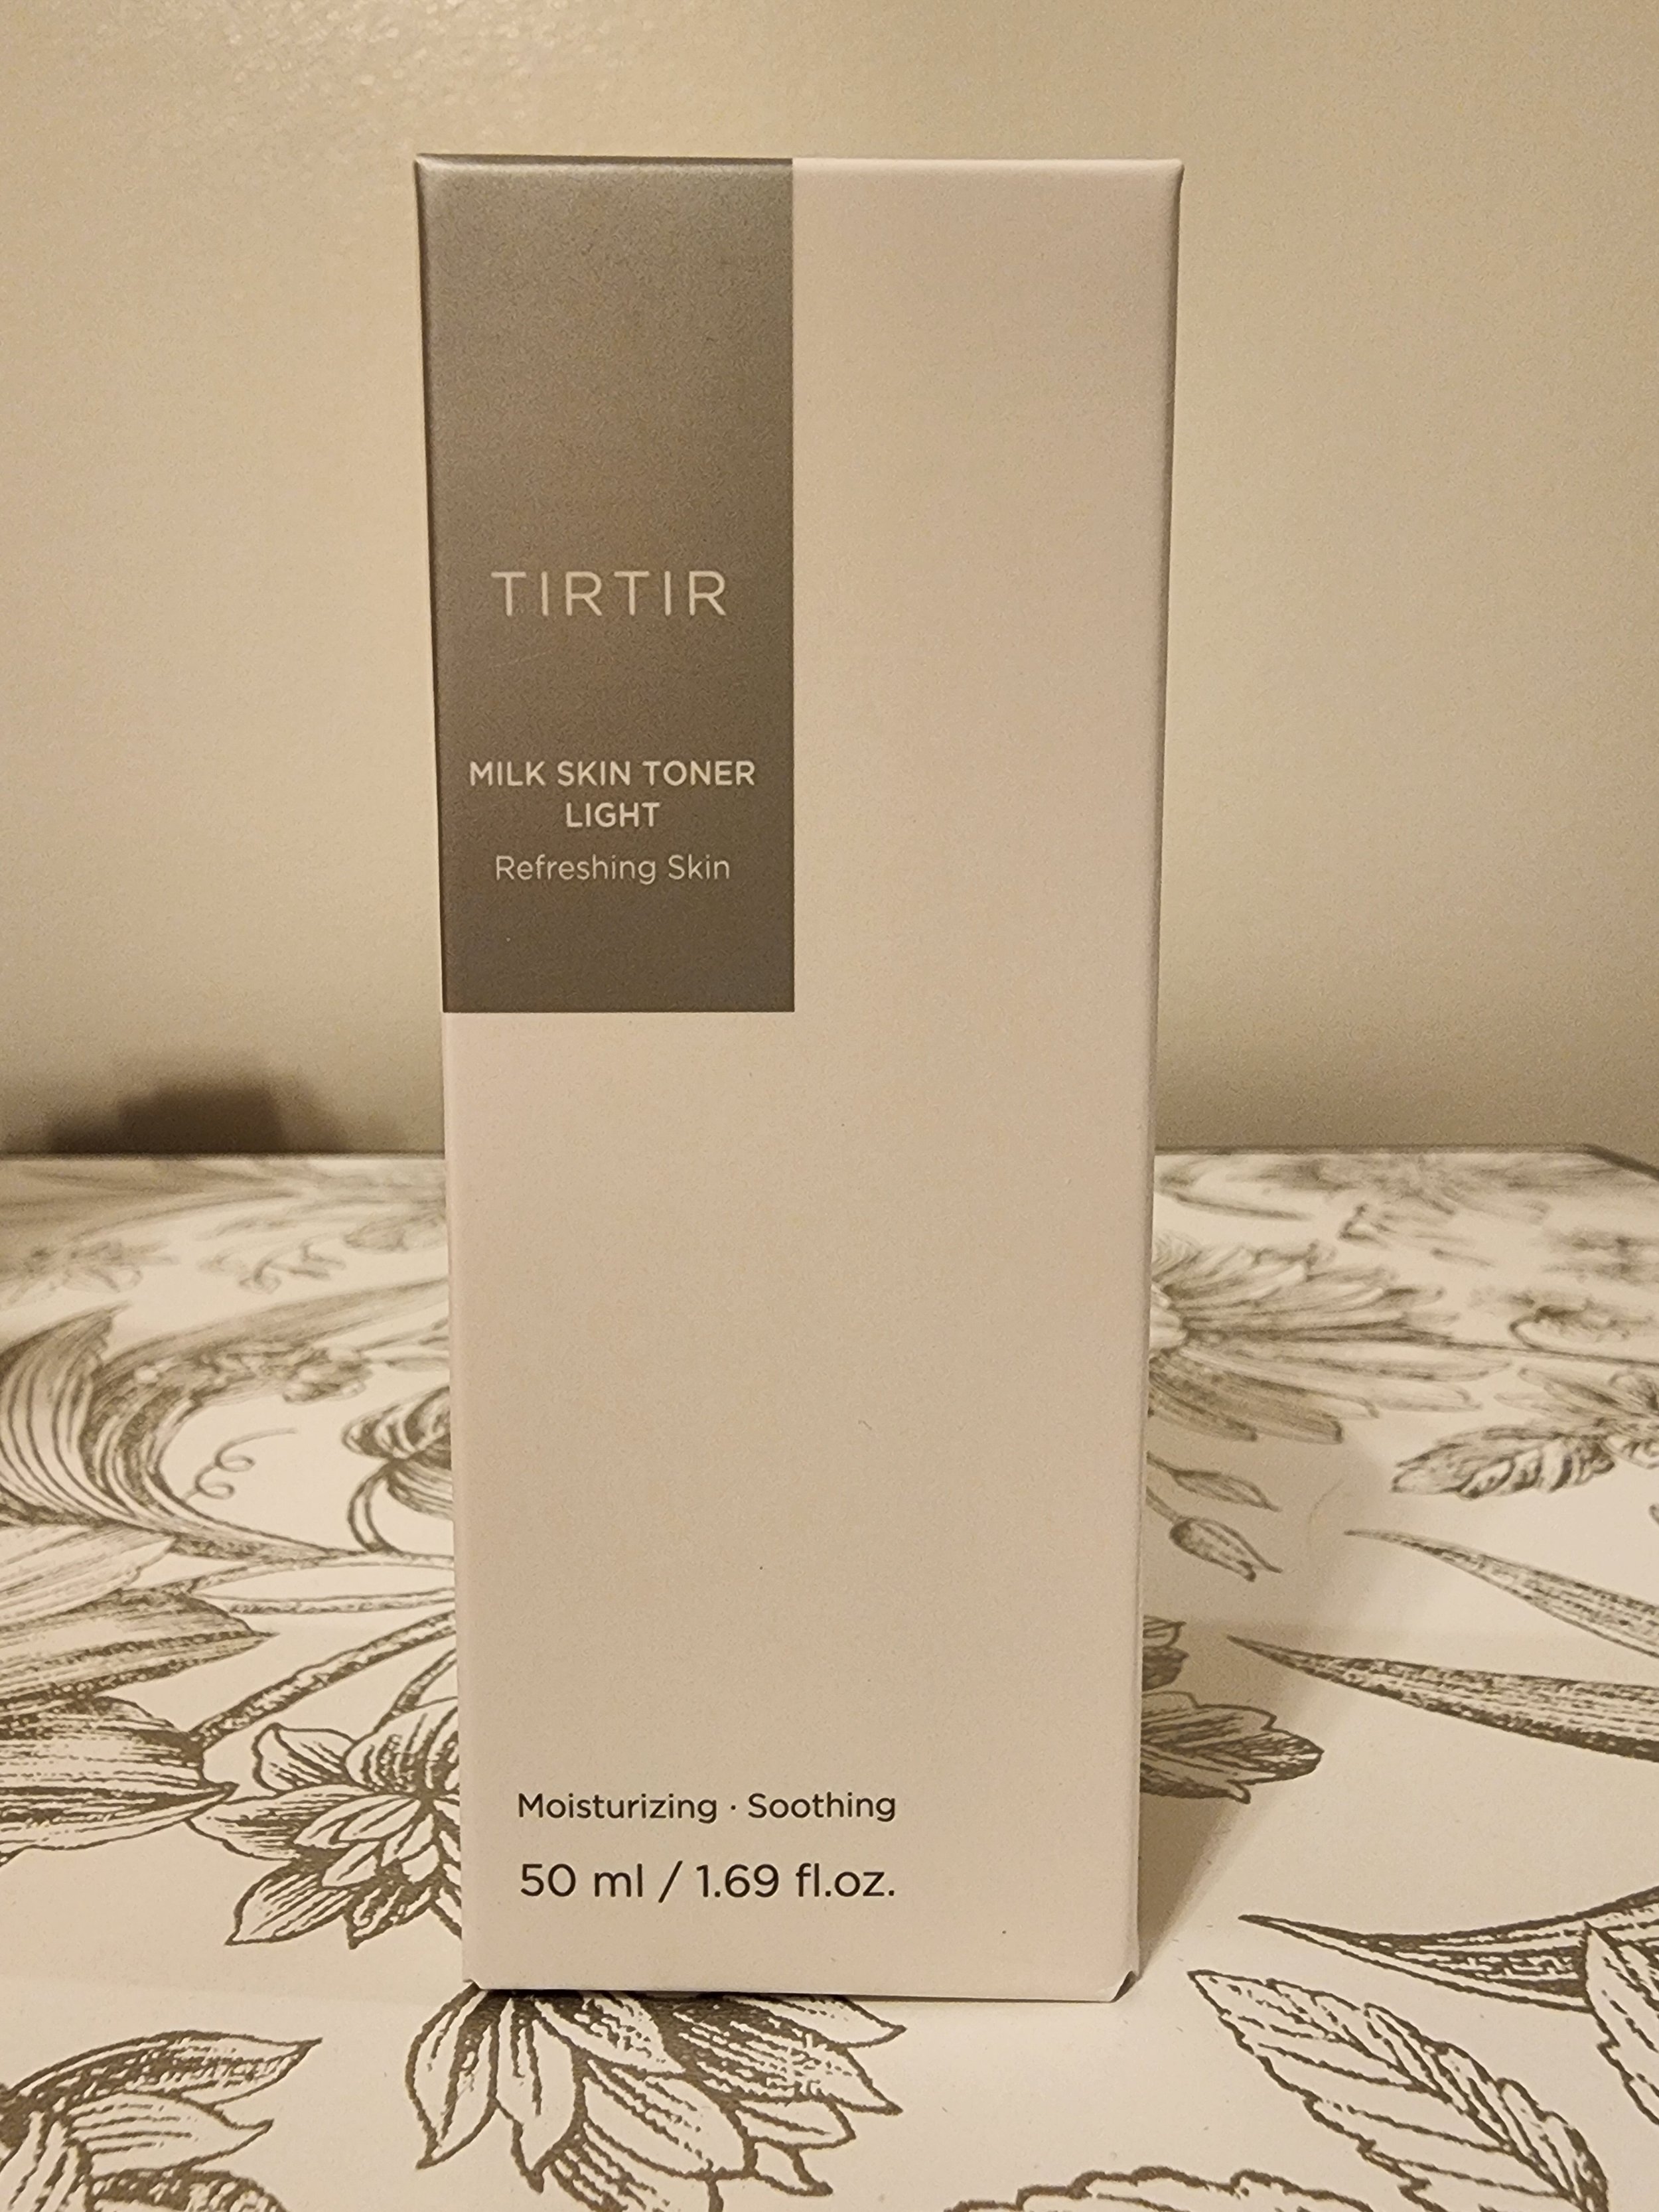 TIRTIR
MILK SKIN TONER
LIGHT
Refreshing Skin
Moisturizing · Soothing
50 ml / 1.69 fl.oz.